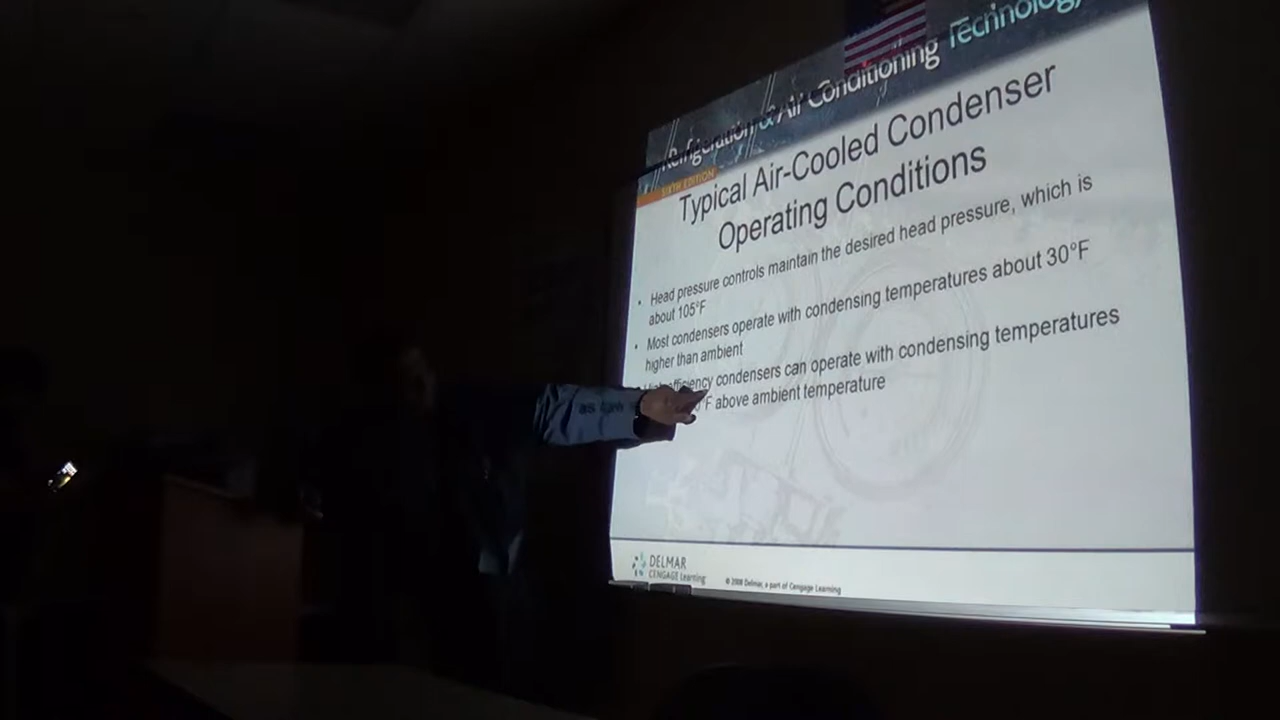 Refrigeration & Air Conditioning Technology
SIXTH EDITION
Typical Air-Cooled Condenser
Operating Conditions
• Head pressure controls maintain the desired head pressure, which is
about 105°F
• Most condensers operate with condensing temperatures about 30°F
higher than ambient
efficiency condensers can operate with condensing temperatures
°F above ambient temperature
DELMAR
CENGAGE Learning
© 2008 Delmar, a part of Cengage Learning